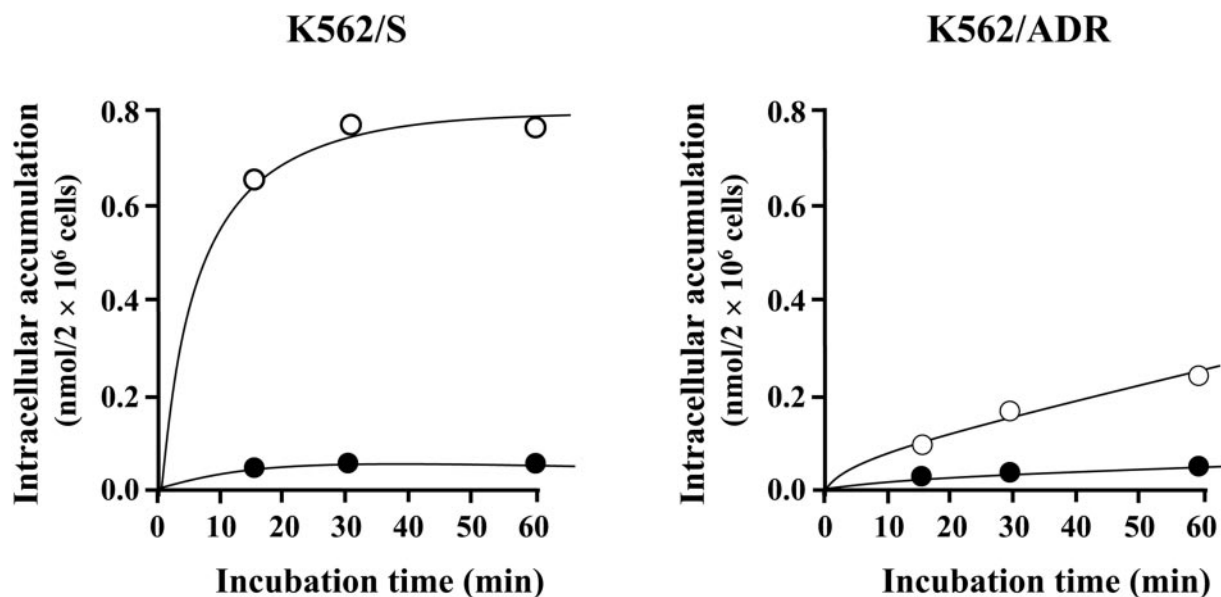 K562/S
Intracellular accumulation
(nmol/2 × 10⁶ cells)
0.8
0.6
0.4
0.2
0.0
0 10 20 30 40 50 60
Incubation time (min)
K562/ADR
Intracellular accumulation
(nmol/2 × 10⁶ cells)
0.8
0.6
0.4
0.2
0.0
0 10 20 30 40 50 60
Incubation time (min)